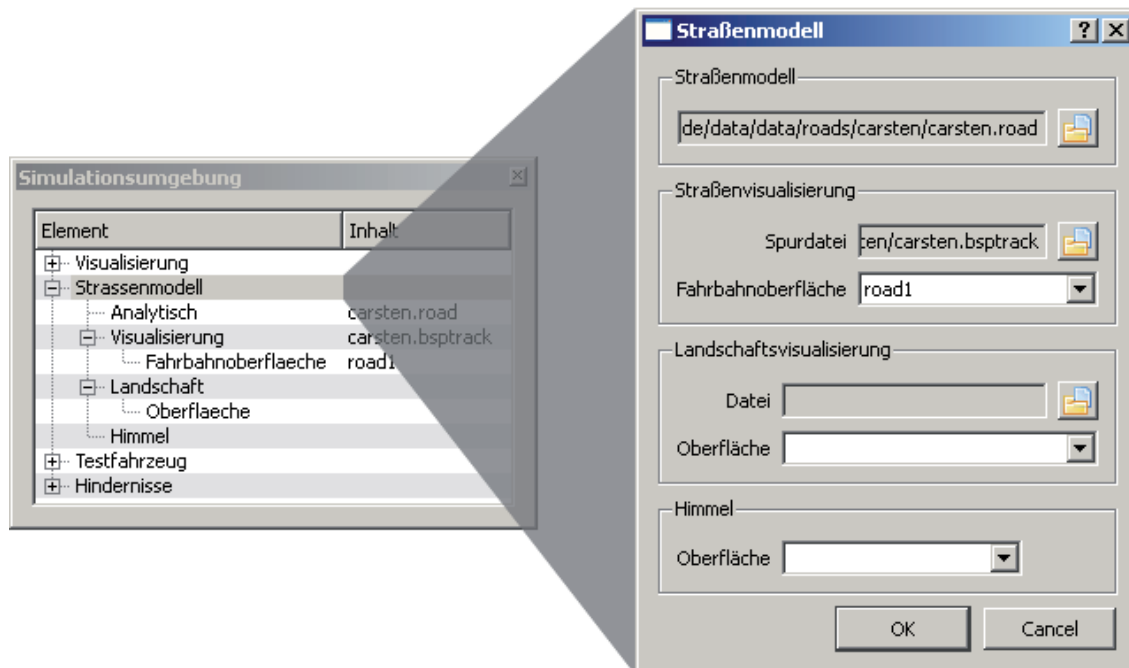 Simulationsumgebung
Element Inhalt
Visualisierung
Strassenmodell
Analytisch carsten.road
Visualisierung carsten.bsptrack
Fahrbahnoberflaeche road1
Landschaft
Oberflaeche
Himmel
Testfahrzeug
Hindernisse
Straßenmodell
Straßenmodell
de/data/data/roads/carsten/carsten.road
Straßenvisualisierung
Spurdatei ten/carsten.bsptrack
Fahrbahnoberfläche road1
Landschaftsvisualisierung
Datei
Oberfläche
Himmel
Oberfläche
OK Cancel